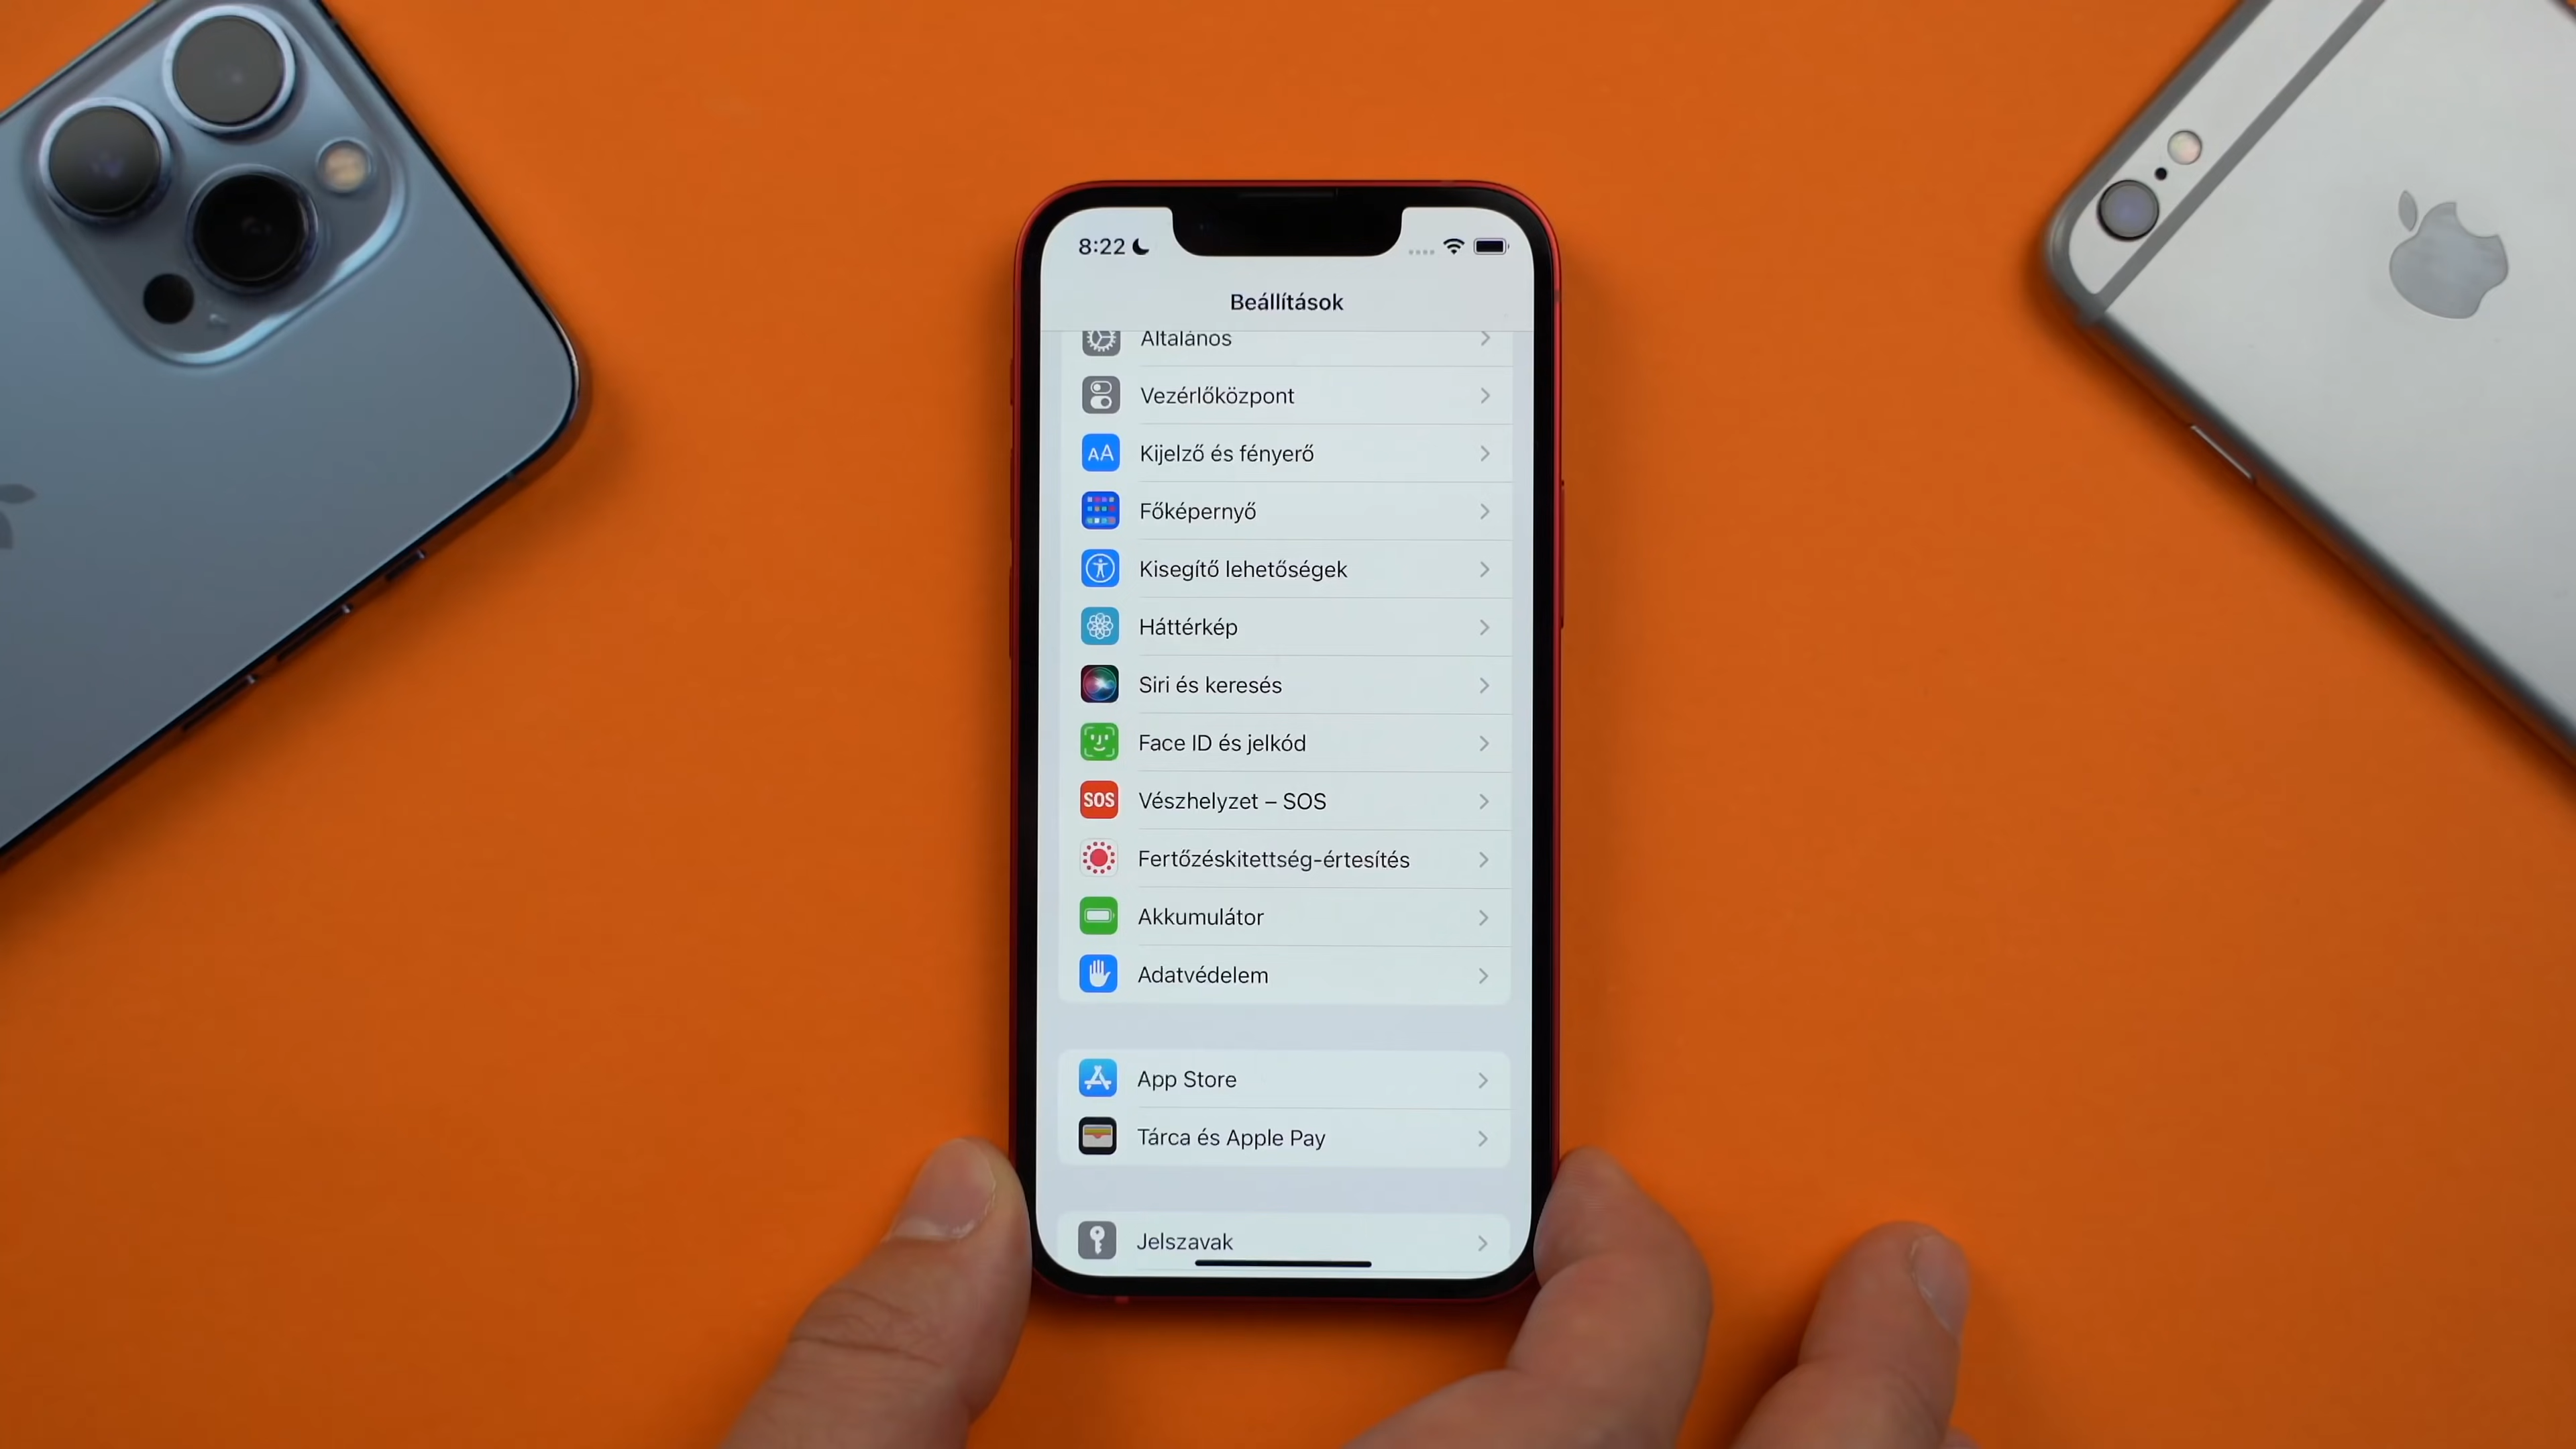 8:22
Beállítások
Általános
Vezérlőközpont
AA
Kijelző és fényerő
Főképernyő
Kisegítő lehetőségek
Háttérkép
Siri és keresés
Face ID és jelkód
SOS
Vészhelyzet – SOS
Fertőzéskitettség-értesítés
Akkumulátor
Adatvédelem
App Store
Tárca és Apple Pay
Jelszavak